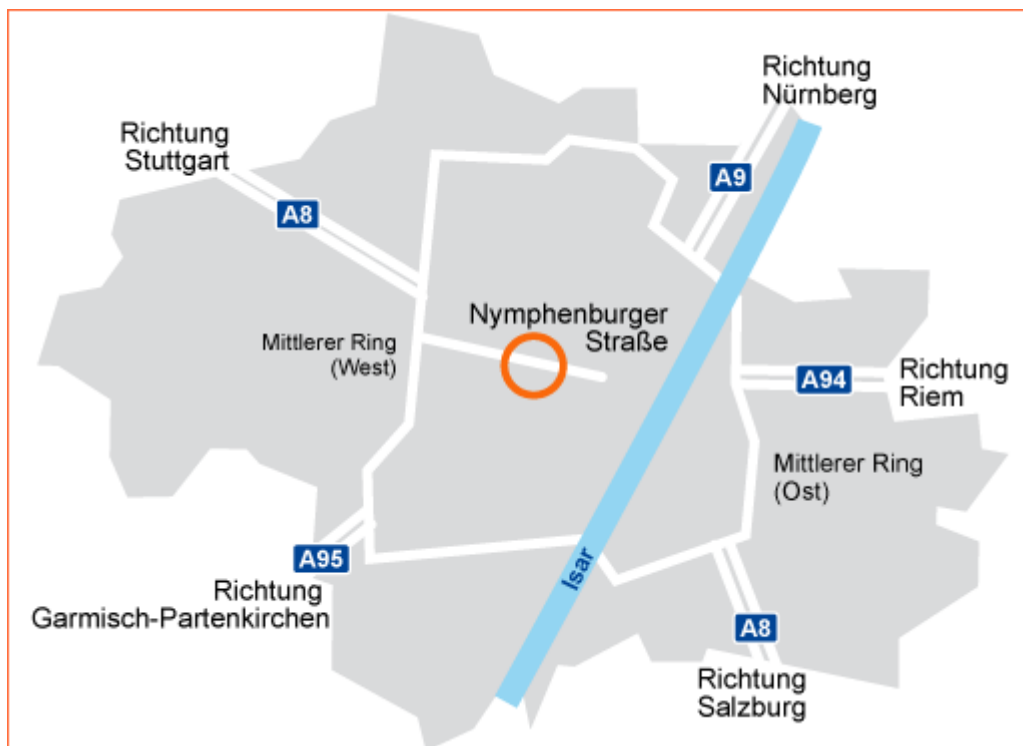 Richtung
Nürnberg
Richtung
Stuttgart
A9
A8
Nymphenburger
Straße
Mittlerer Ring
(West)
A94
Richtung
Riem
Mittlerer Ring
(Ost)
A95
Isar
Richtung
Garmisch-Partenkirchen
A8
Richtung
Salzburg